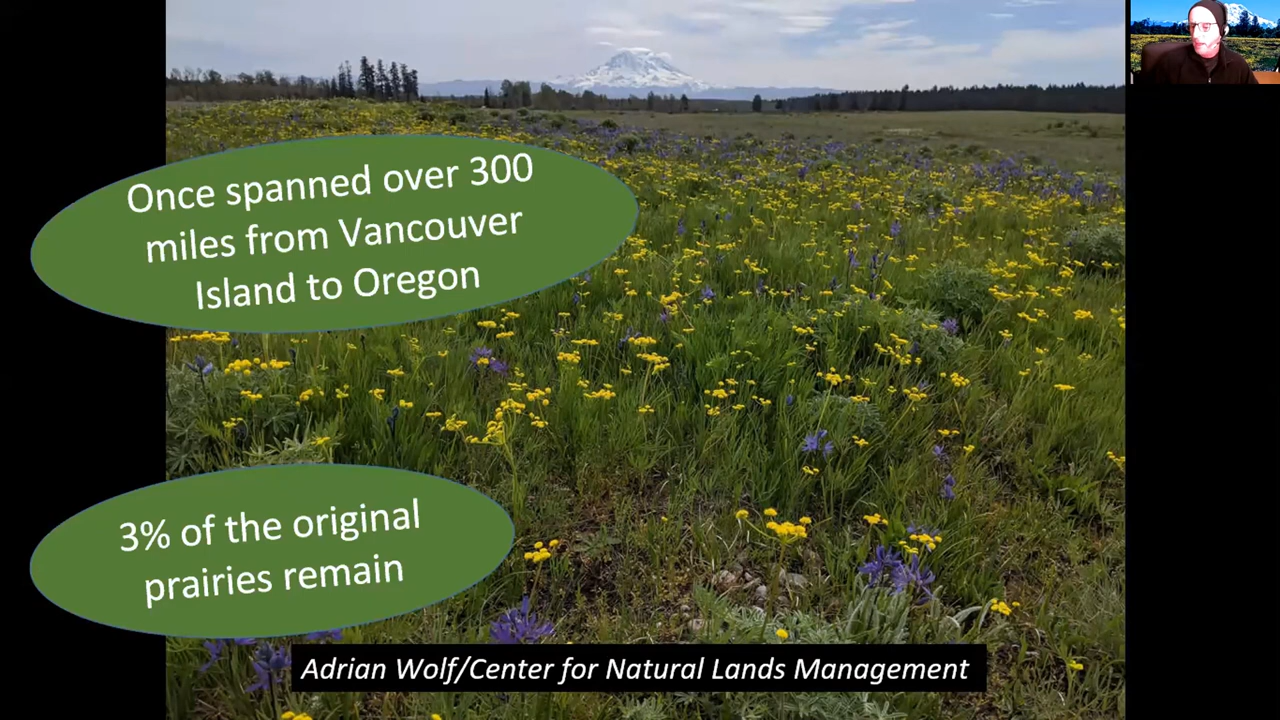 Once spanned over 300
miles from Vancouver
Island to Oregon
3% of the original
prairies remain
Adrian Wolf/Center for Natural Lands Management